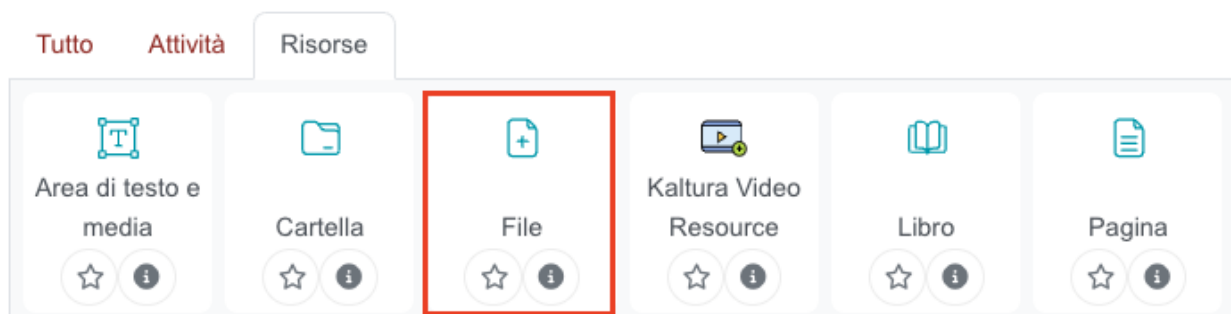 Tutto Attività Risorse
Area di testo e media
Cartella
File
Kaltura Video Resource
Libro
Pagina